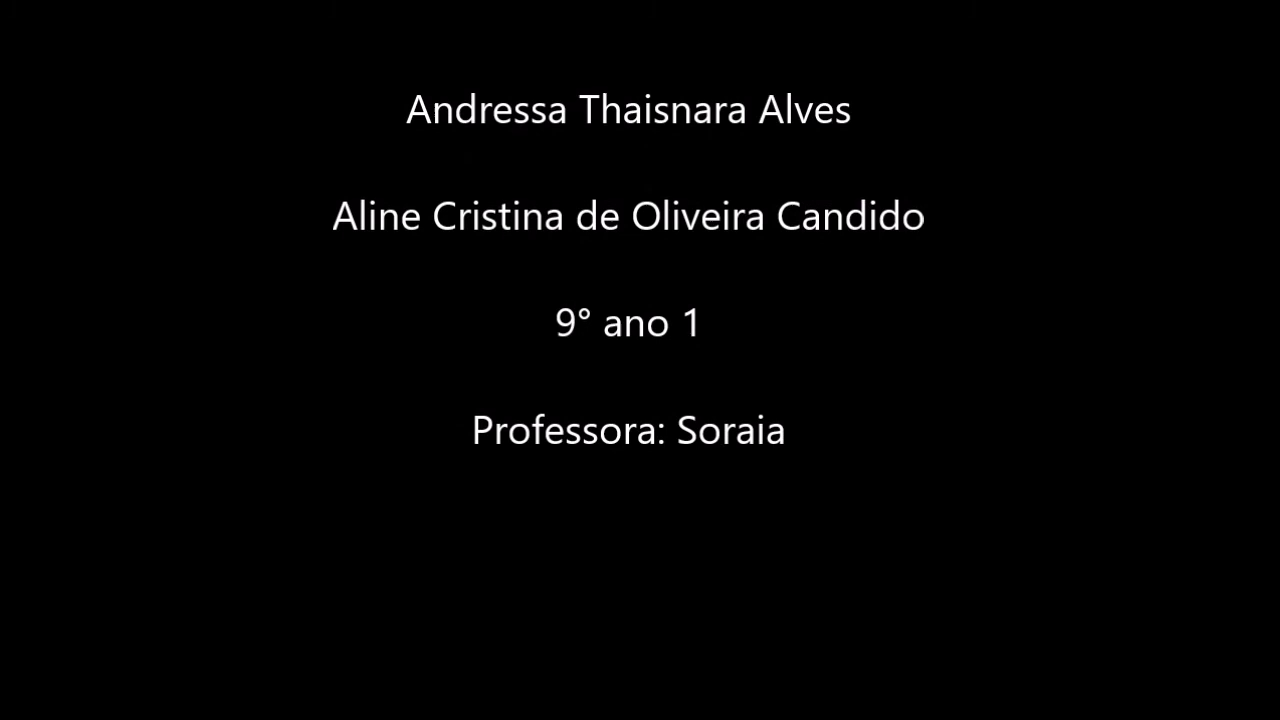 Andressa Thaisnara Alves
Aline Cristina de Oliveira Candido
9° ano 1
Professora: Soraia